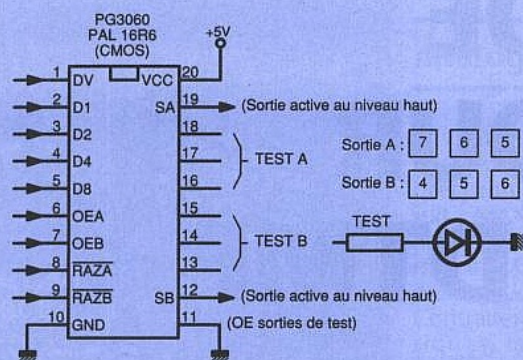 PG3060
PAL 16R6
(CMOS)
+5V
1 DV VCC 20
2 D1 SA 19 (Sortie active au niveau haut)
3 D2 18
4 D4 17 TEST A
5 D8 16
6 OEA 15
7 OEB 14 TEST B
8 RAZA 13
9 RAZB SB 12 (Sortie active au niveau haut)
10 GND 11 (OE sorties de test)
Sortie A : 7 6 5
Sortie B : 4 5 6
TEST